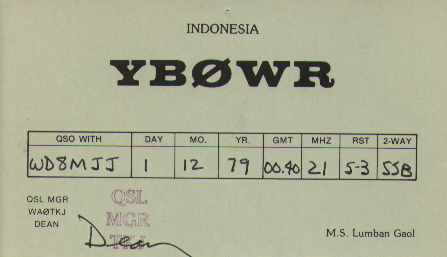 INDONESIA
YBØWR
QSO WITH DAY MO. YR. GMT MHZ RST 2-WAY
WD8MJJ 1 12 79 00.40 21 5-3 SSB
QSL MGR
WAØTKJ
DEAN
QSL
MGR
TKJ
Dean
M.S. Lumban Gaol